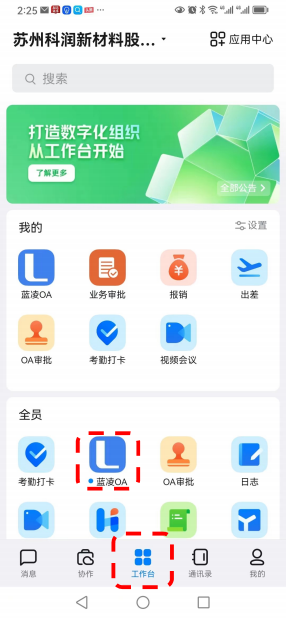 2:25
苏州科润新材料股... 应用中心
搜索
打造数字化组织
从工作台开始
了解更多
全部公告 >
我的 设置
蓝凌OA 业务审批 报销 出差
OA审批 考勤打卡 视频会议
全员
考勤打卡 蓝凌OA OA审批 日志
消息 协作 工作台 通讯录 我的